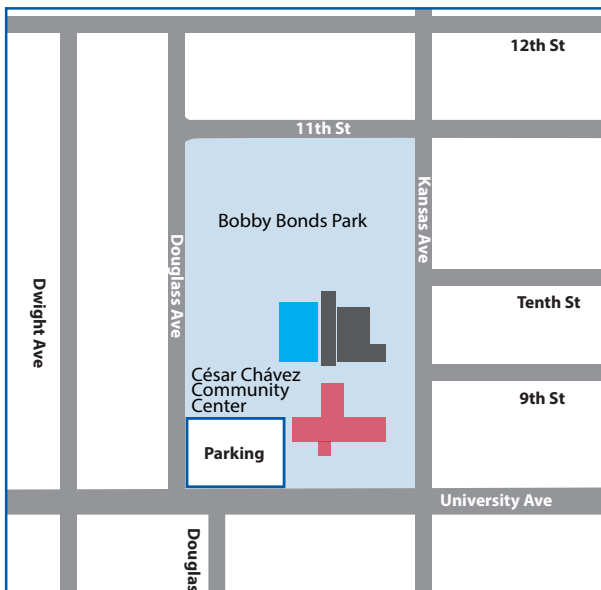 12th St
11th St
Kansas Ave
Bobby Bonds Park
Douglass Ave
Dwight Ave
Tenth St
César Chávez
Community
Center
9th St
Parking
University Ave
Douglas